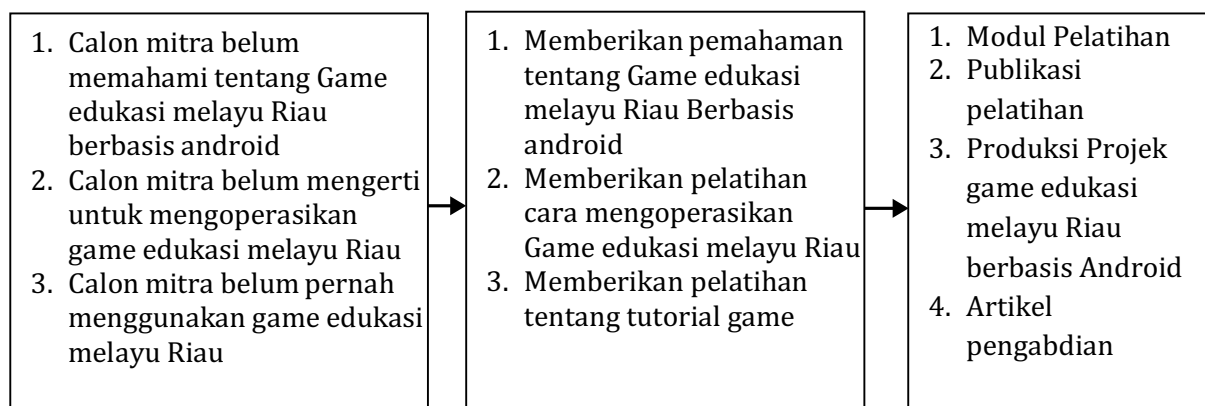 1. Calon mitra belum
memahami tentang Game
edukasi melayu Riau
berbasis android
2. Calon mitra belum mengerti
untuk mengoperasikan
game edukasi melayu Riau
3. Calon mitra belum pernah
menggunakan game edukasi
melayu Riau
1. Memberikan pemahaman
tentang Game edukasi
melayu Riau Berbasis
android
2. Memberikan pelatihan
cara mengoperasikan
Game edukasi melayu Riau
3. Memberikan pelatihan
tentang tutorial game
1. Modul Pelatihan
2. Publikasi
pelatihan
3. Produksi Projek
game edukasi
melayu Riau
berbasis Android
4. Artikel
pengabdian